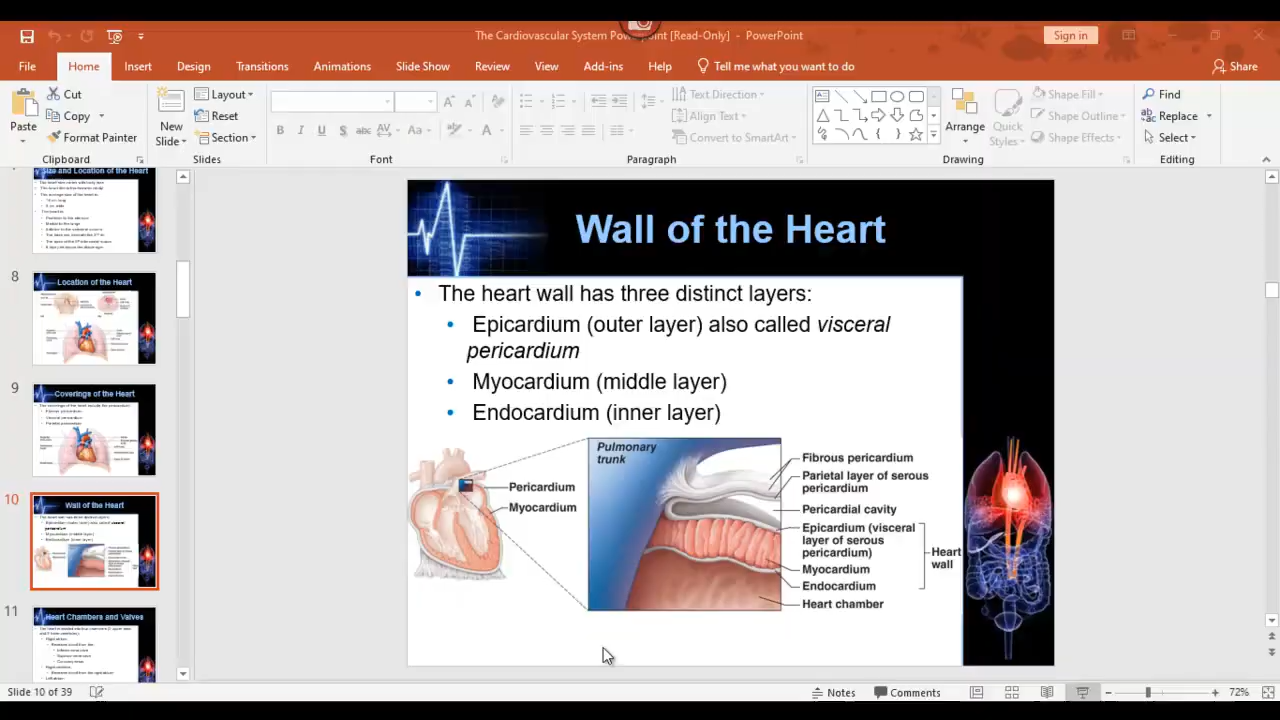 The Cardiovascular System Powerpoint [Read-Only] - PowerPoint
Sign in
File Home Insert Design Transitions Animations Slide Show Review View Add-ins Help Tell me what you want to do Share
Cut
Copy
Format Painter
Paste
Clipboard
New
Slide
Layout
Reset
Section
Slides
Font
Text Direction
Align Text
Convert to SmartArt
Paragraph
Arrange
Quick
Styles
Shape Fill
Shape Outline
Shape Effects
Drawing
Find
Replace
Select
Editing
Size and Location of the Heart
8
Location of the Heart
9
Coverings of the Heart
10
Wall of the Heart
11
Heart Chambers and Valves
Wall of the Heart
• The heart wall has three distinct layers:
• Epicardium (outer layer) also called visceral
pericardium
• Myocardium (middle layer)
• Endocardium (inner layer)
Pulmonary
trunk
Pericardium
Myocardium
Fibrous pericardium
Parietal layer of serous
pericardium
Pericardial cavity
Epicardium (visceral
layer of serous
pericardium)
Myocardium
Endocardium
Heart chamber
Heart
wall
Slide 10 of 39
Notes
Comments
72%